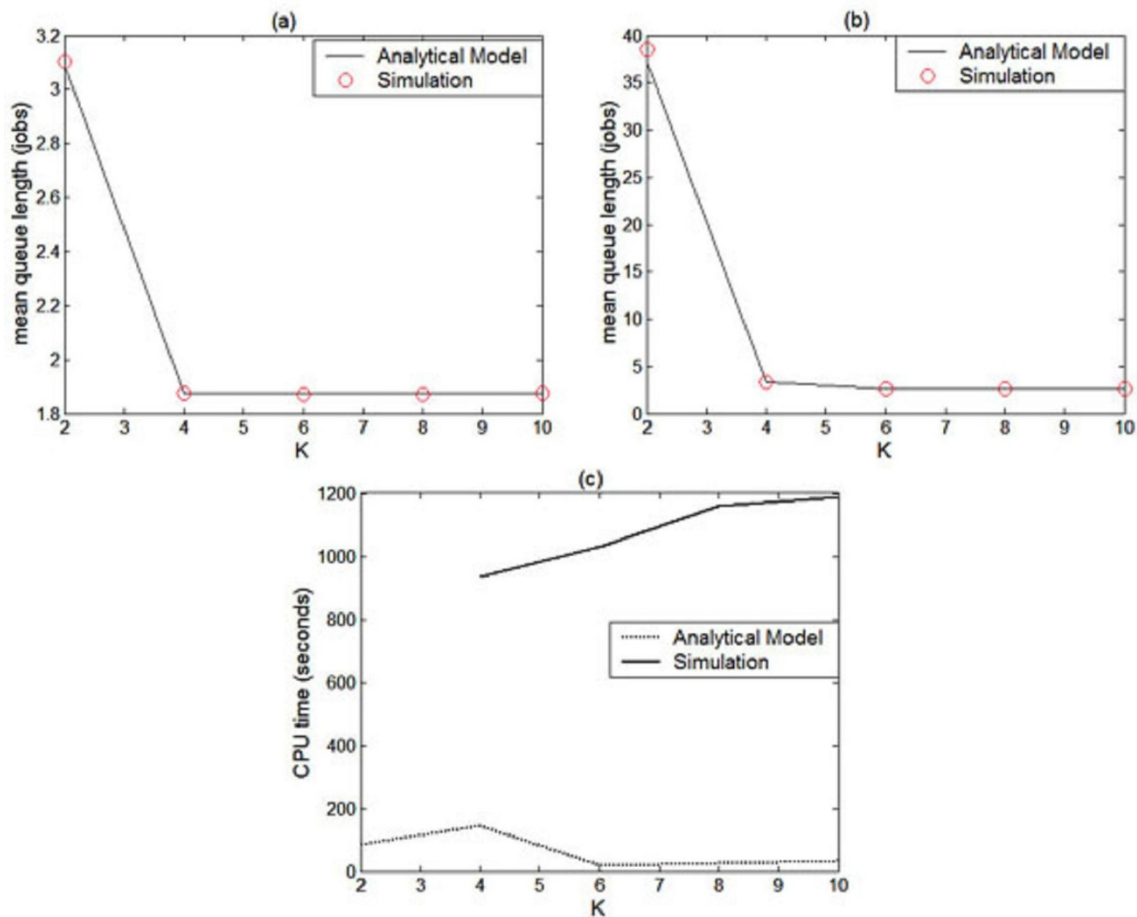 (a)
3.2
3
2.8
2.6
2.4
2.2
2
1.8
mean queue length (jobs)
Analytical Model
Simulation
2 3 4 5 6 7 8 9 10
K
(b)
40
35
30
25
20
15
10
5
0
mean queue length (jobs)
Analytical Model
Simulation
2 3 4 5 6 7 8 9 10
K
(c)
1200
1000
800
600
400
200
0
CPU time (seconds)
Analytical Model
Simulation
2 3 4 5 6 7 8 9 10
K